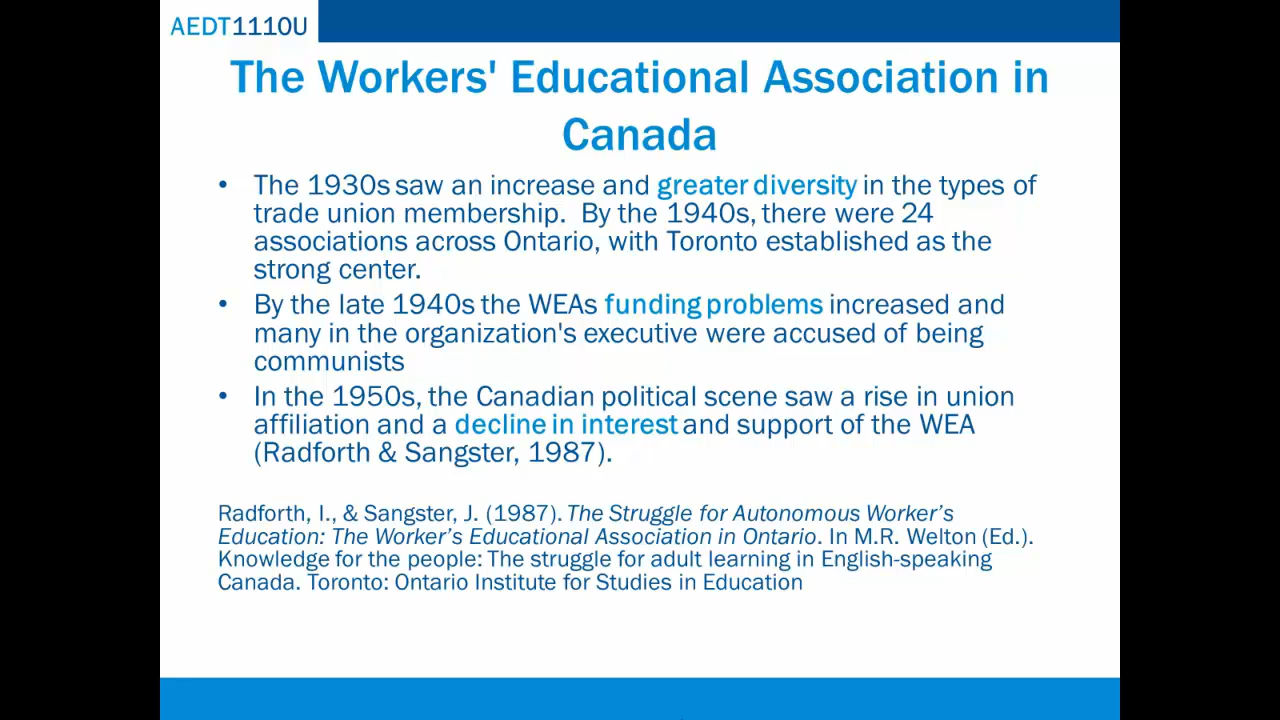 AEDT1110U
The Workers' Educational Association in
Canada
• The 1930s saw an increase and greater diversity in the types of
trade union membership.  By the 1940s, there were 24
associations across Ontario, with Toronto established as the
strong center.
• By the late 1940s the WEAs funding problems increased and
many in the organization's executive were accused of being
communists
• In the 1950s, the Canadian political scene saw a rise in union
affiliation and a decline in interest and support of the WEA
(Radforth & Sangster, 1987).
Radforth, I., & Sangster, J. (1987). The Struggle for Autonomous Worker’s
Education: The Worker’s Educational Association in Ontario. In M.R. Welton (Ed.).
Knowledge for the people: The struggle for adult learning in English-speaking
Canada. Toronto: Ontario Institute for Studies in Education